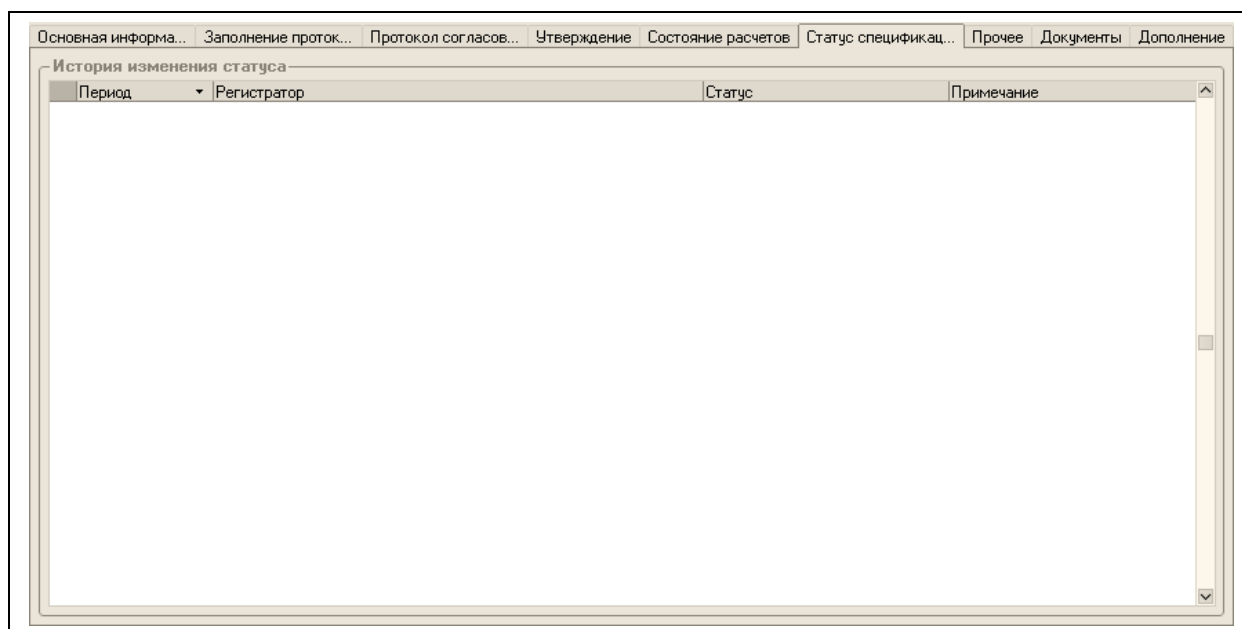 Основная информа... Заполнение проток... Протокол согласов... Утверждение Состояние расчетов Статус спецификац... Прочее Документы Дополнение
История изменения статуса
Период Регистратор Статус Примечание